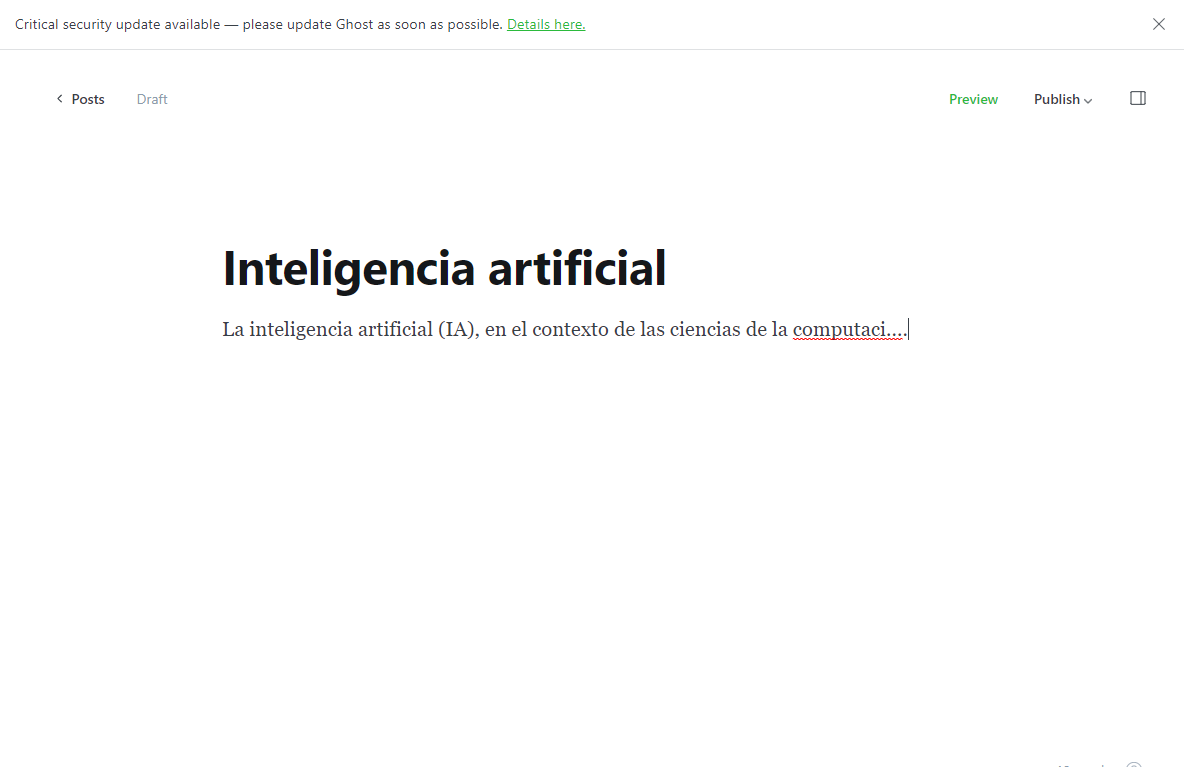 Critical security update available — please update Ghost as soon as possible. Details here.
Posts
Draft
Preview
Publish
Inteligencia artificial
La inteligencia artificial (IA), en el contexto de las ciencias de la computaci....